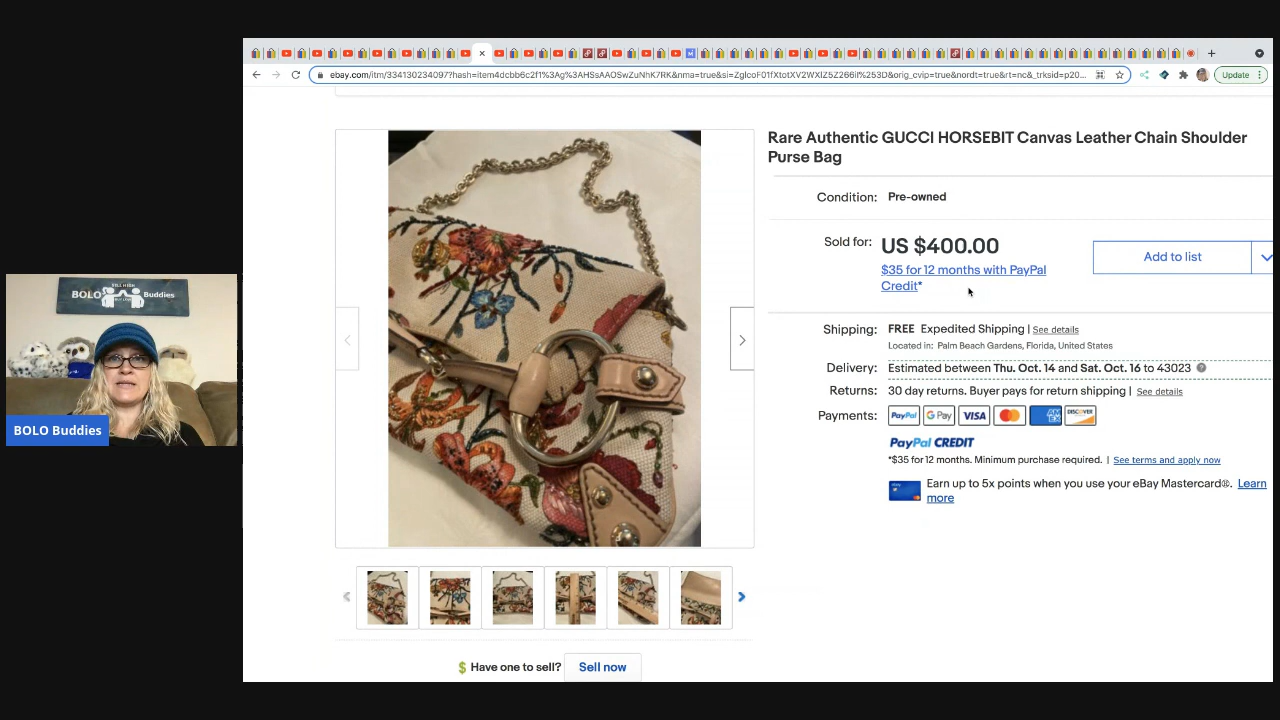 ebay.com/itm/334130234097?hash=item4dcbb6c2f1%3Ag%3AHSsAAOSwZuNhK7RK&nma=true&si=ZglcoF01fXtotXV2WXIZ5Z266iI%253D&orig_cvip=true&nordt=true&rt=nc&_trksid=p20...
Update
Rare Authentic GUCCI HORSEBIT Canvas Leather Chain Shoulder
Purse Bag
Condition: Pre-owned
Sold for: US $400.00
Add to list
$35 for 12 months with PayPal
Credit*
Shipping: FREE Expedited Shipping | See details
Located in: Palm Beach Gardens, Florida, United States
Delivery: Estimated between Thu. Oct. 14 and Sat. Oct. 16 to 43023
Returns: 30 day returns. Buyer pays for return shipping | See details
Payments: PayPal G Pay VISA DISCOVER
PayPal CREDIT
*$35 for 12 months. Minimum purchase required. | See terms and apply now
Earn up to 5x points when you use your eBay Mastercard®. Learn
more
Have one to sell? Sell now
BOLO Buddies
BOLO Buddies